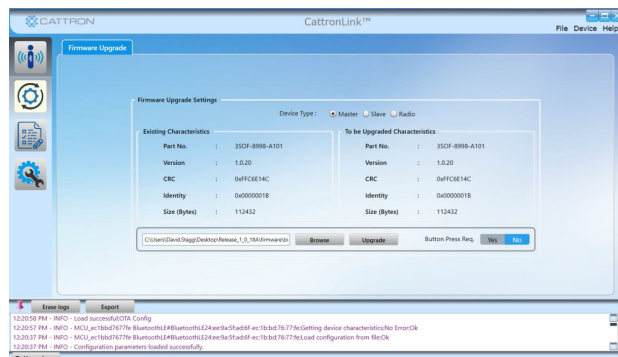 CATTRON
CattronLink™
File Device Help
Firmware Upgrade
Firmware Upgrade Settings
Device Type : Master Slave Radio
Existing Characteristics
Part No. : 3SOF-8998-A101
Version : 1.0.20
CRC : 0xFFC6E14C
Identity : 0x0000001B
Size (Bytes) : 112432
To be Upgraded Characteristics
Part No. : 3SOF-8998-A101
Version : 1.0.20
CRC : 0xFFC6E14C
Identity : 0x0000001B
Size (Bytes) : 112432
C:\Users\David.Stagg\Desktop\Release_1_0_18A\firmware\bi Browse Upgrade Button Press Req. Yes No
Erase logs Export
12:20:58 PM - INFO - Load successful;OTA Config
12:20:57 PM - INFO - MCU_ec1bbd7677fe BluetoothLE#BluetoothLE24:ee:9a:5f:ad:6f-ec:1b:bd:76:77:fe;Getting device characteristics;No Error;Ok
12:20:37 PM - INFO - MCU_ec1bbd7677fe BluetoothLE#BluetoothLE24:ee:9a:5f:ad:6f-ec:1b:bd:76:77:fe;Load configuration from file;Ok
12:20:37 PM - INFO - Configuration parameters loaded successfully.